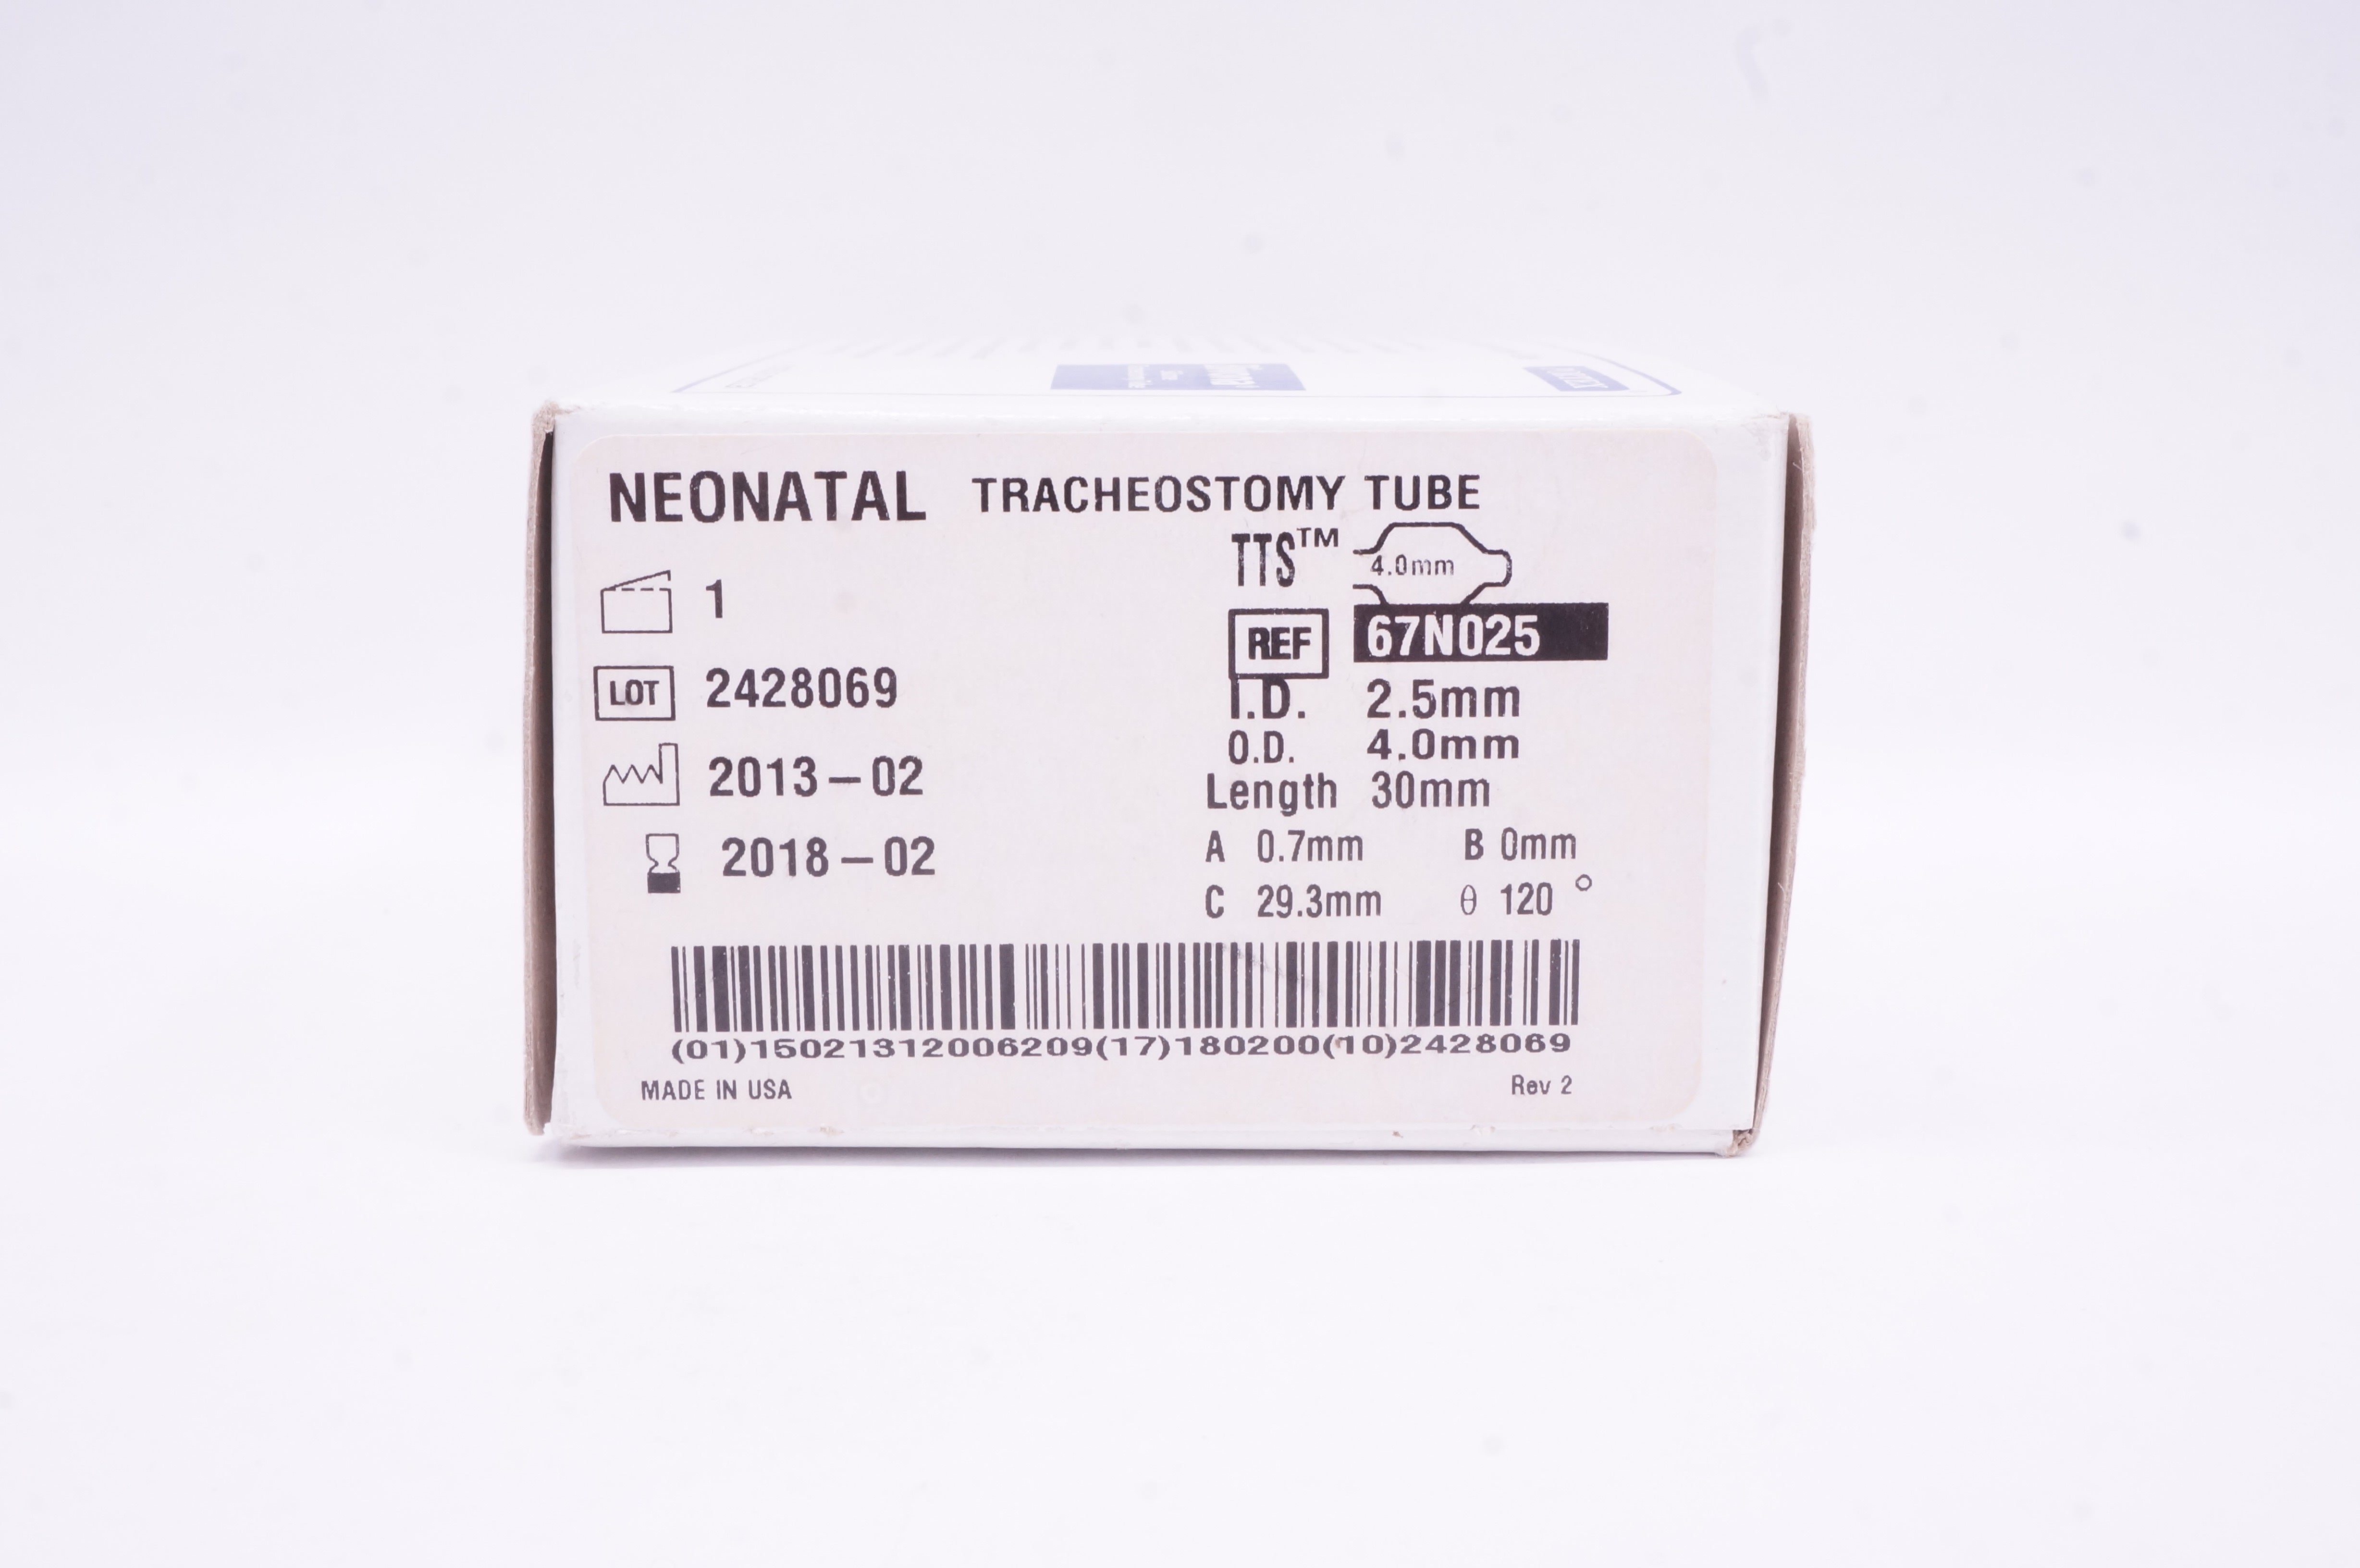 NEONATAL TRACHEOSTOMY TUBE
TTS™ 4.0mm
1
REF 67N025
LOT 2428069
I.D. 2.5mm
O.D. 4.0mm
2013-02
Length 30mm
2018-02
A 0.7mm B 0mm
C 29.3mm θ 120°
(01)15021312006209(17)180200(10)2428069
MADE IN USA Rev 2